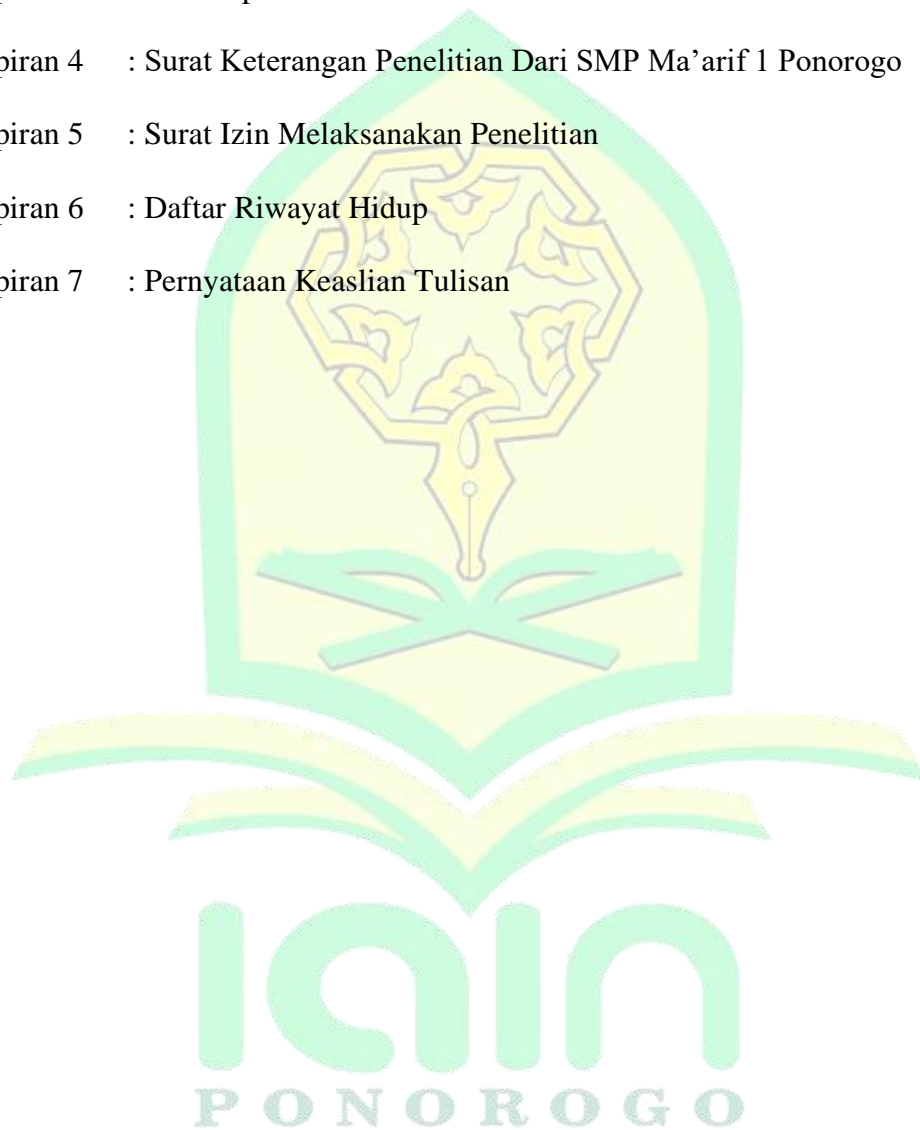 piran 4 : Surat Keterangan Penelitian Dari SMP Ma’arif 1 Ponorogo
piran 5 : Surat Izin Melaksanakan Penelitian
piran 6 : Daftar Riwayat Hidup
piran 7 : Pernyataan Keaslian Tulisan
iain
PONOROGO